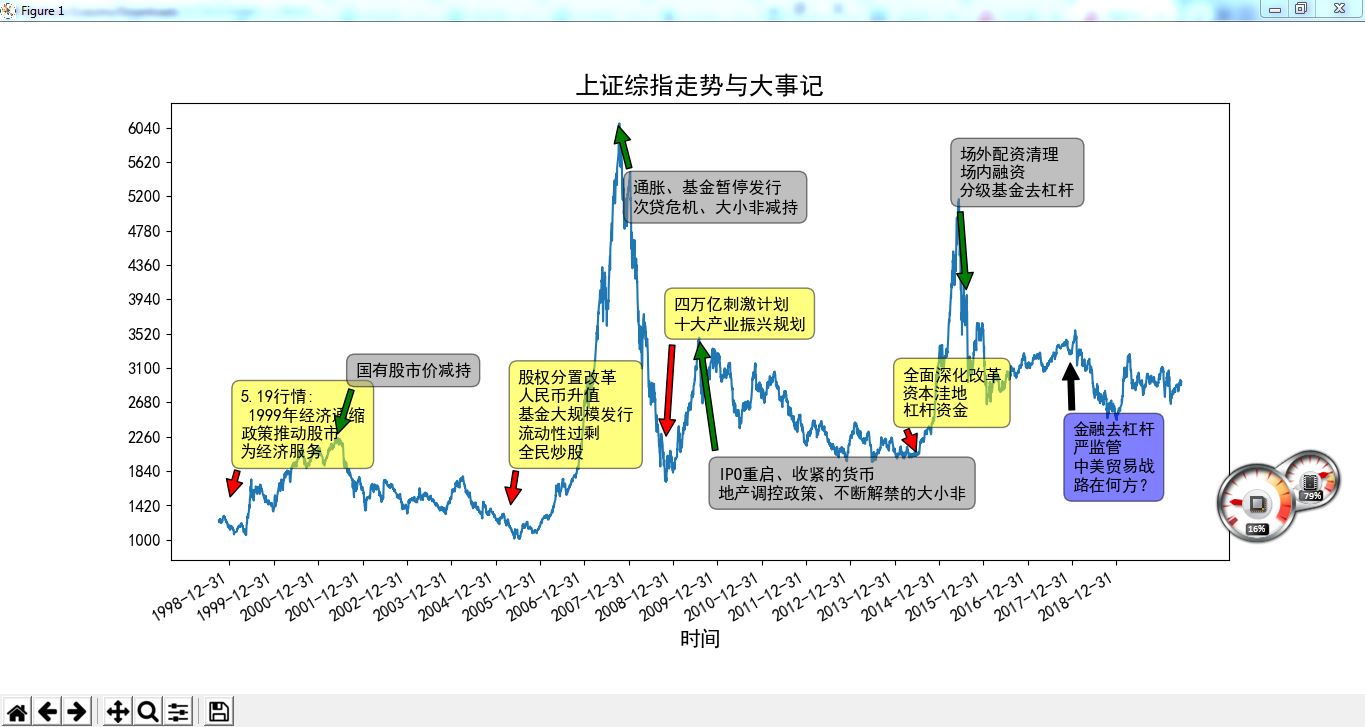 Figure 1
上证综指走势与大事记
6040
5620
5200
4780
4360
3940
3520
3100
2680
2260
1840
1420
1000
5.19行情:
1999年经济通缩
政策推动股市
为经济服务
国有股市价减持
股权分置改革
人民币升值
基金大规模发行
流动性过剩
全民炒股
通胀、基金暂停发行
次贷危机、大小非减持
四万亿刺激计划
十大产业振兴规划
IPO重启、收紧的货币
地产调控政策、不断解禁的大小非
全面深化改革
资本洼地
杠杆资金
场外配资清理
场内融资
分级基金去杠杆
金融去杠杆
严监管
中美贸易战
路在何方？
79%
16%
1998-12-31
1999-12-31
2000-12-31
2001-12-31
2002-12-31
2003-12-31
2004-12-31
2005-12-31
2006-12-31
2007-12-31
2008-12-31
2009-12-31
2010-12-31
2011-12-31
2012-12-31
2013-12-31
2014-12-31
2015-12-31
2016-12-31
2017-12-31
2018-12-31
时间